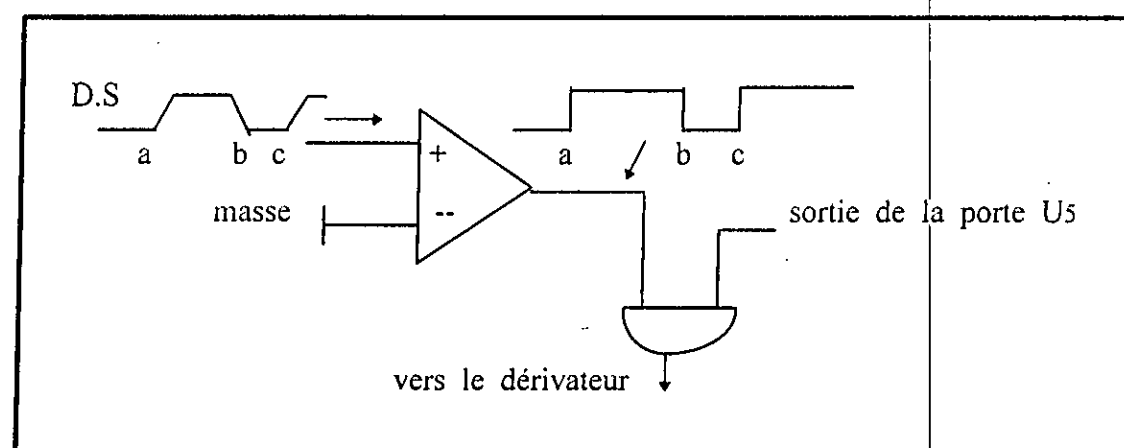 D.S
a b c
a b c
+
masse
--
sortie de la porte U5
vers le dérivateur